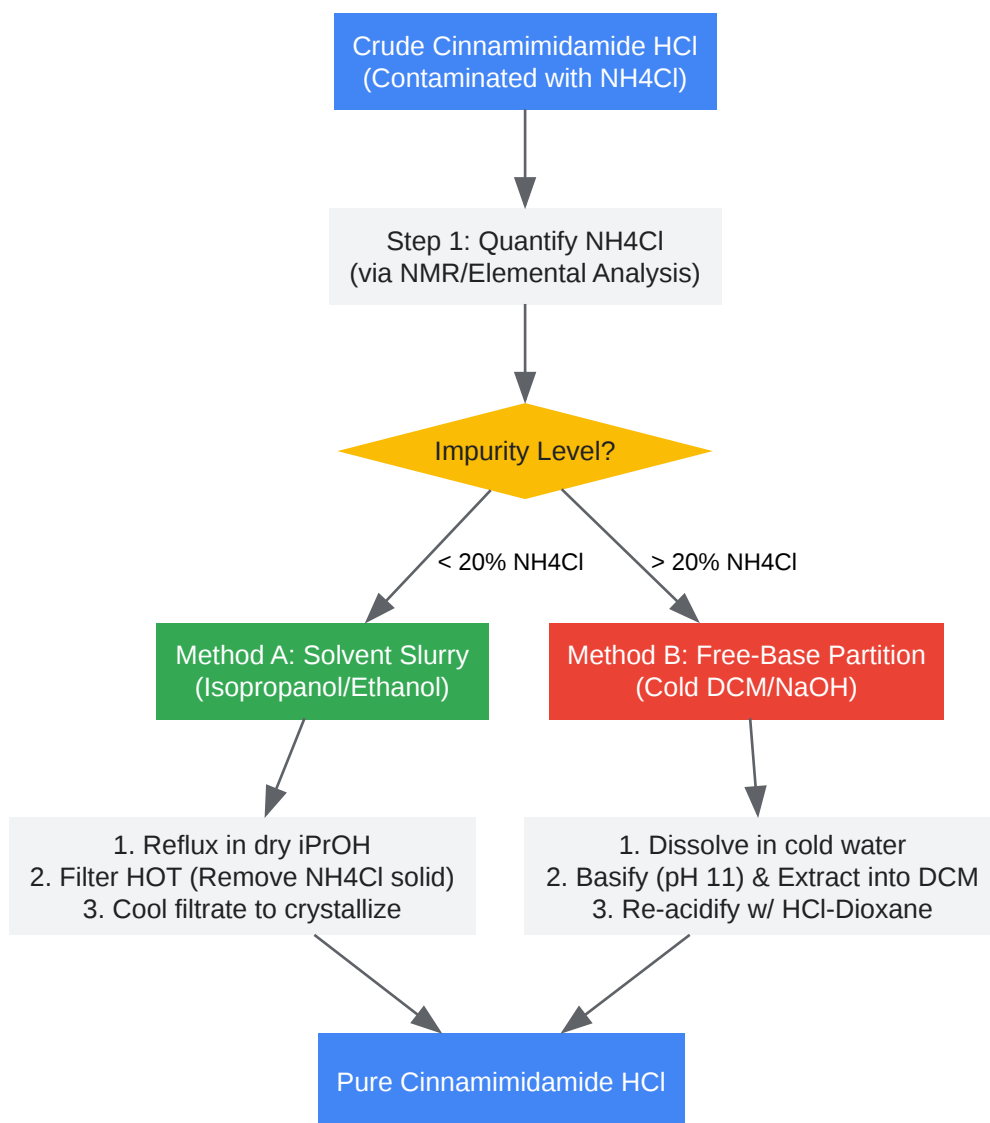 Crude Cinnamimidamide HCl
(Contaminated with NH4Cl)
Step 1: Quantify NH4Cl
(via NMR/Elemental Analysis)
Impurity Level?
< 20% NH4Cl
> 20% NH4Cl
Method A: Solvent Slurry
(Isopropanol/Ethanol)
Method B: Free-Base Partition
(Cold DCM/NaOH)
1. Reflux in dry iPrOH
2. Filter HOT (Remove NH4Cl solid)
3. Cool filtrate to crystallize
1. Dissolve in cold water
2. Basify (pH 11) & Extract into DCM
3. Re-acidify w/ HCl-Dioxane
Pure Cinnamimidamide HCl